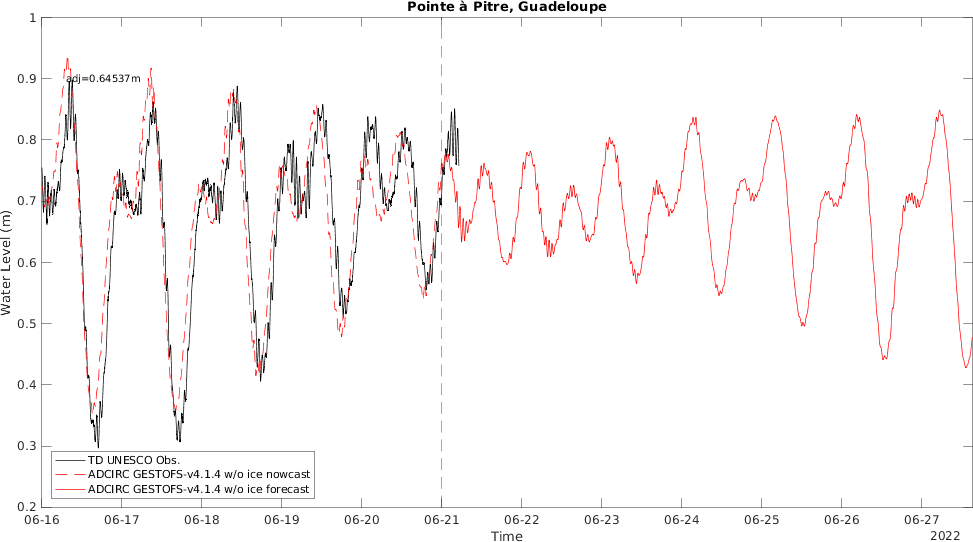 Pointe à Pitre, Guadeloupe
1
0.9
adj=0.64537m
0.8
0.7
0.6
0.5
0.4
0.3
0.2
Water Level (m)
TD UNESCO Obs.
ADCIRC GESTOFS-v4.1.4 w/o ice nowcast
ADCIRC GESTOFS-v4.1.4 w/o ice forecast
06-16 06-17 06-18 06-19 06-20 06-21 06-22 06-23 06-24 06-25 06-26 06-27
Time
2022